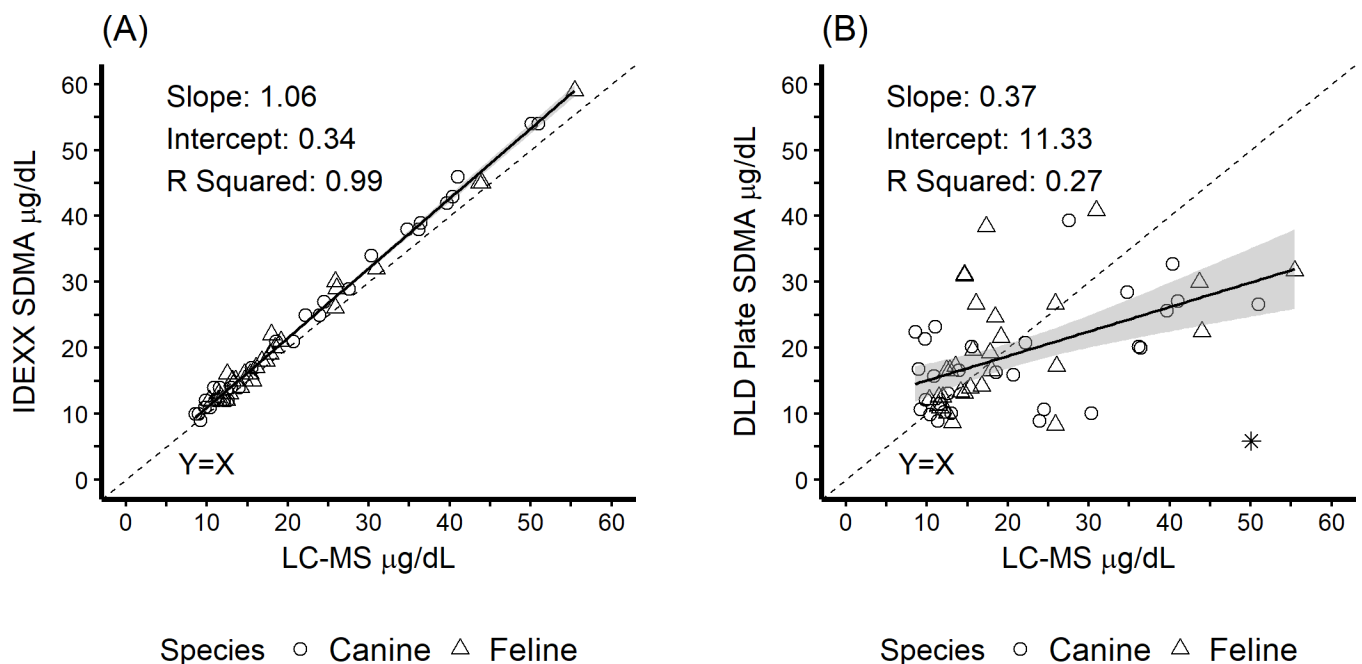 (A)
IDEXX SDMA μg/dL
60
50
40
30
20
10
0
Slope: 1.06
Intercept: 0.34
R Squared: 0.99
Y=X
0 10 20 30 40 50 60
LC-MS μg/dL
Species Canine Feline
(B)
DLD Plate SDMA μg/dL
60
50
40
30
20
10
0
Slope: 0.37
Intercept: 11.33
R Squared: 0.27
Y=X
0 10 20 30 40 50 60
LC-MS μg/dL
Species Canine Feline